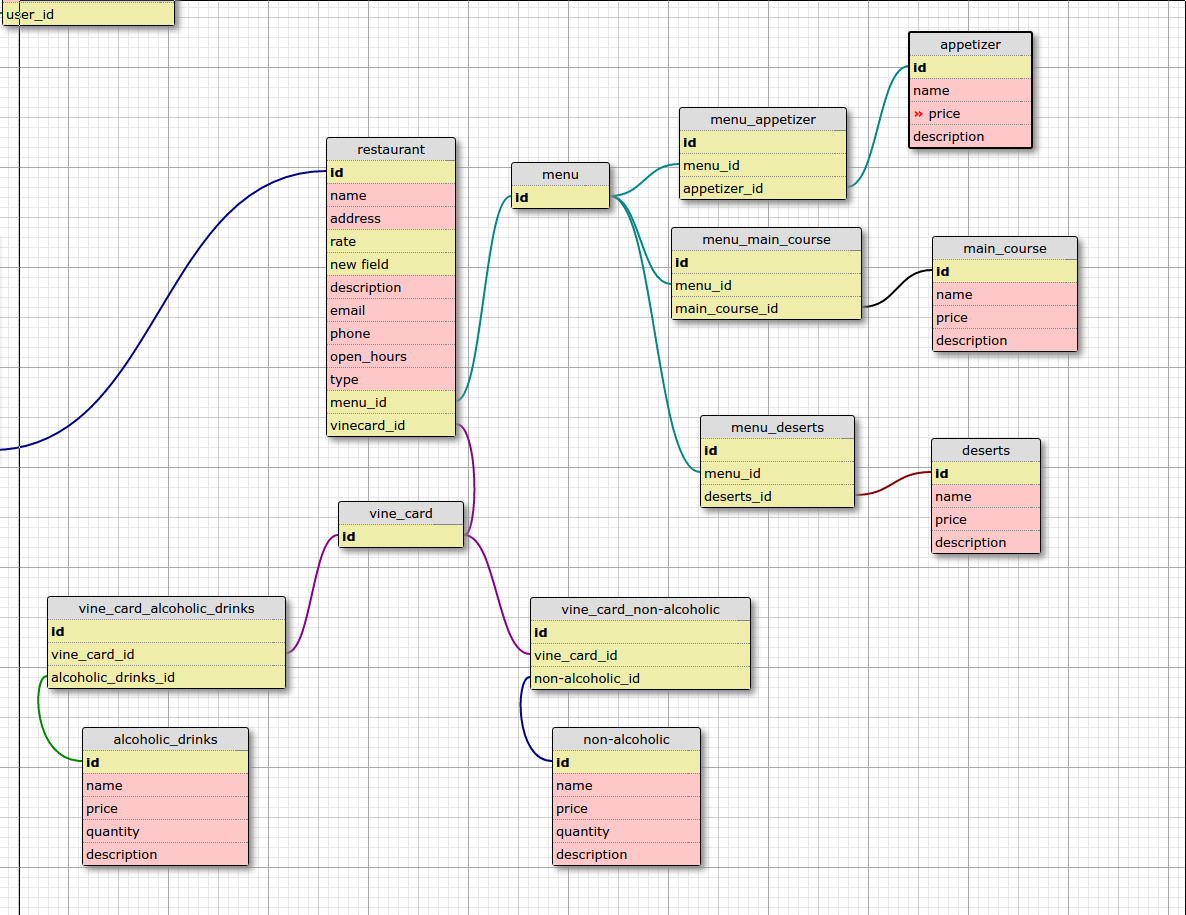 user_id
restaurant
id
name
address
rate
new field
description
email
phone
open_hours
type
menu_id
vinecard_id
menu
id
menu_appetizer
id
menu_id
appetizer_id
appetizer
id
name
» price
description
menu_main_course
id
menu_id
main_course_id
main_course
id
name
price
description
menu_deserts
id
menu_id
deserts_id
deserts
id
name
price
description
vine_card
id
vine_card_alcoholic_drinks
id
vine_card_id
alcoholic_drinks_id
alcoholic_drinks
id
name
price
quantity
description
vine_card_non-alcoholic
id
vine_card_id
non-alcoholic_id
non-alcoholic
id
name
price
quantity
description